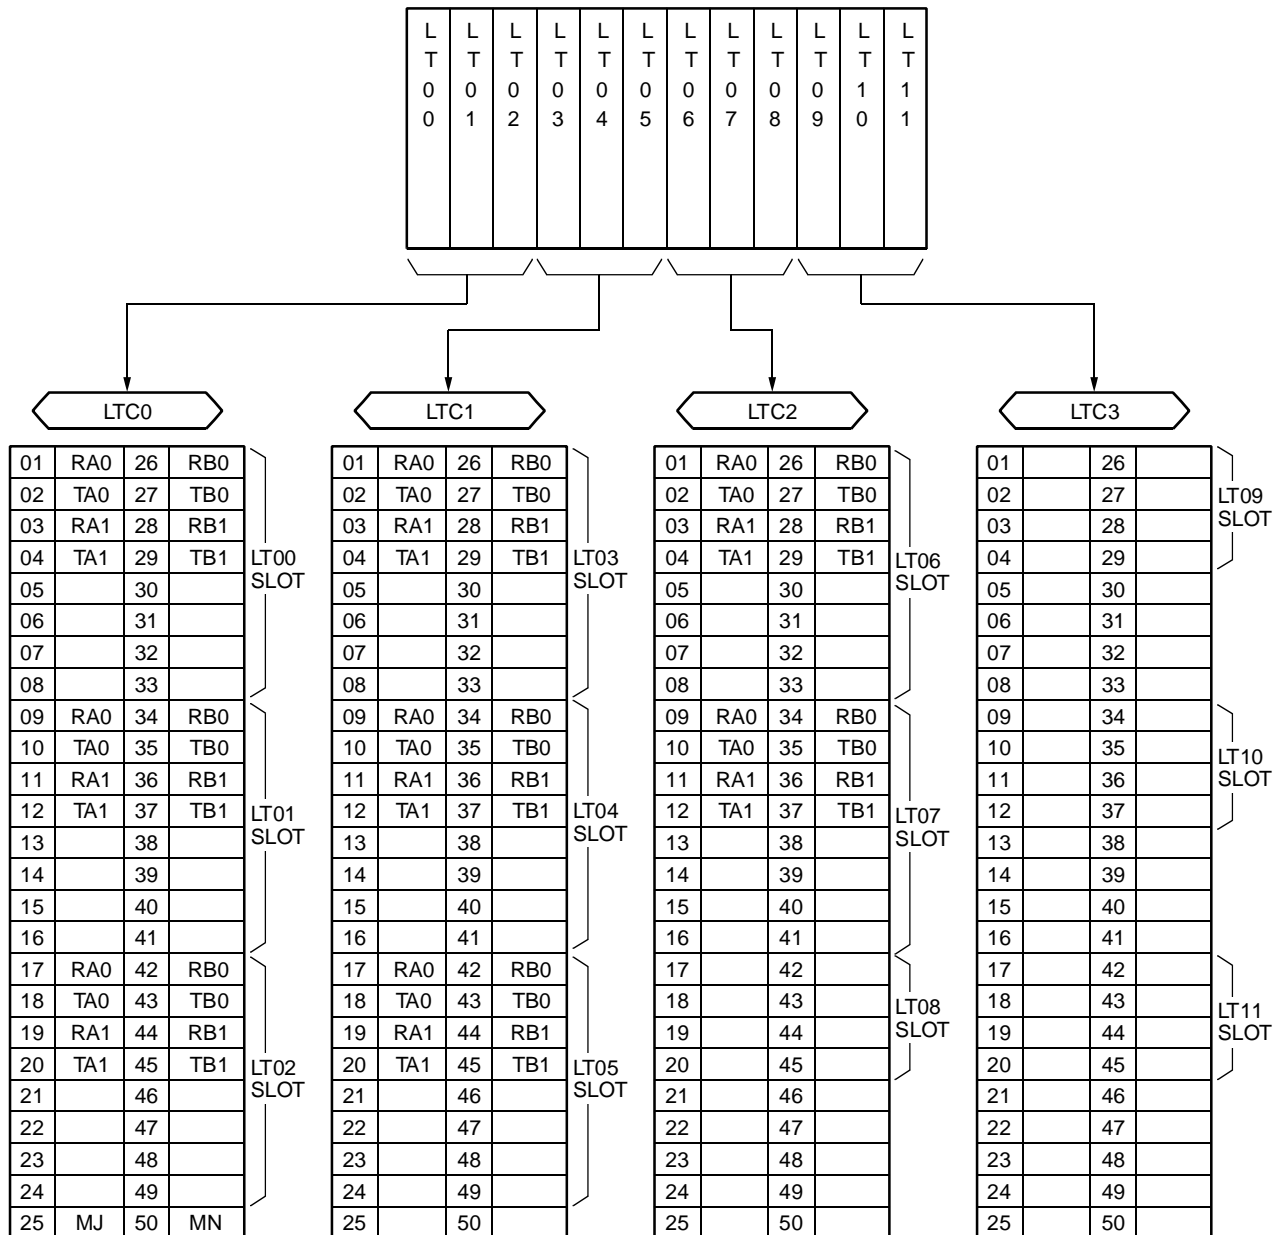 L L L L L L L L L L L L
T T T T T T T T T T T T
0 0 0 0 0 0 0 0 0 0 1 1
0 1 2 3 4 5 6 7 8 9 0 1
LTC0 LTC1 LTC2 LTC3
01 RA0 26 RB0 01 RA0 26 RB0 01 RA0 26 RB0 01 26
02 TA0 27 TB0 02 TA0 27 TB0 02 TA0 27 TB0 02 27 LT09
03 RA1 28 RB1 03 RA1 28 RB1 03 RA1 28 RB1 03 28 SLOT
04 TA1 29 TB1 LT00 04 TA1 29 TB1 LT03 04 TA1 29 TB1 LT06 04 29
05 30 SLOT 05 30 SLOT 05 30 SLOT 05 30
06 31 06 31 06 31 06 31
07 32 07 32 07 32 07 32
08 33 08 33 08 33 08 33
09 RA0 34 RB0 09 RA0 34 RB0 09 RA0 34 RB0 09 34
10 TA0 35 TB0 10 TA0 35 TB0 10 TA0 35 TB0 10 35 LT10
11 RA1 36 RB1 11 RA1 36 RB1 11 RA1 36 RB1 11 36 SLOT
12 TA1 37 TB1 LT01 12 TA1 37 TB1 LT04 12 TA1 37 TB1 LT07 12 37
13 38 SLOT 13 38 SLOT 13 38 SLOT 13 38
14 39 14 39 14 39 14 39
15 40 15 40 15 40 15 40
16 41 16 41 16 41 16 41
17 RA0 42 RB0 17 RA0 42 RB0 17 42 17 42
18 TA0 43 TB0 18 TA0 43 TB0 18 43 LT08 18 43 LT11
19 RA1 44 RB1 19 RA1 44 RB1 19 44 SLOT 19 44 SLOT
20 TA1 45 TB1 LT02 20 TA1 45 TB1 LT05 20 45 20 45
21 46 SLOT 21 46 SLOT 21 46 21 46
22 47 22 47 22 47 22 47
23 48 23 48 23 48 23 48
24 49 24 49 24 49 24 49
25 MJ 50 MN 25 50 25 50 25 50